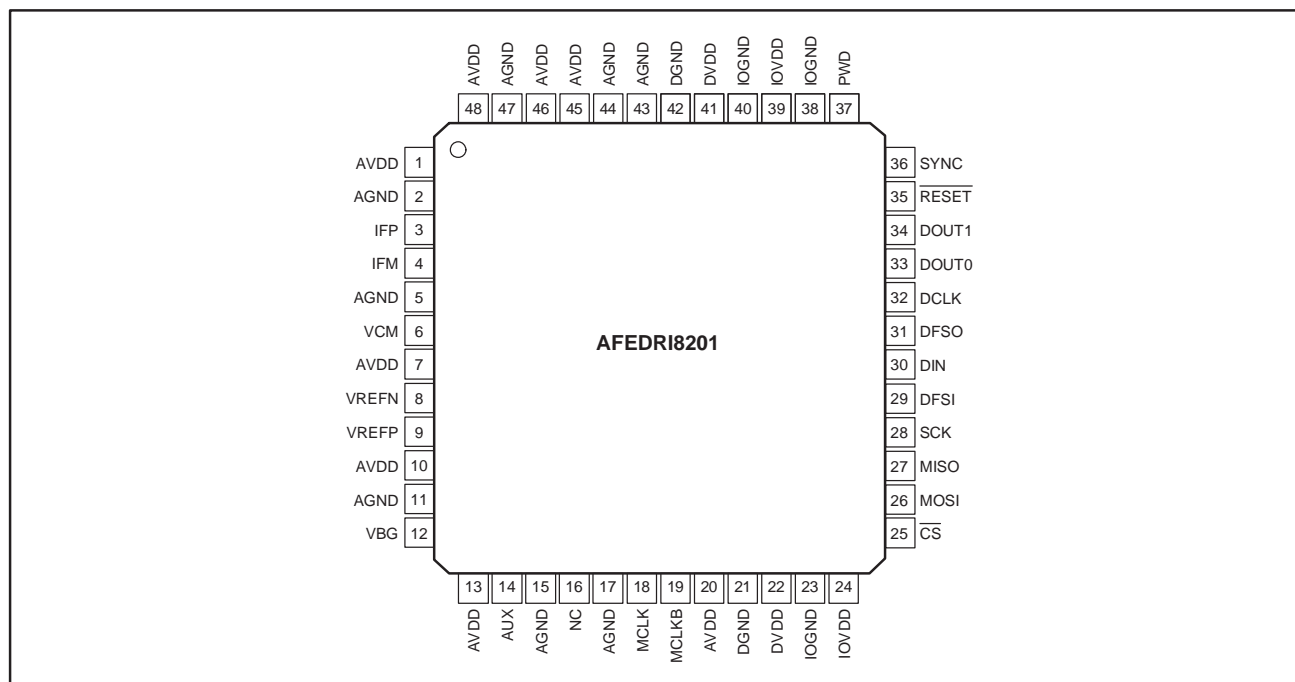 AVDD AGND AVDD AVDD AGND AGND DGND DVDD IOGND IOVDD IOGND PWD
48 47 46 45 44 43 42 41 40 39 38 37
AVDD 1
AGND 2
IFP 3
IFM 4
AGND 5
VCM 6
AVDD 7
VREFN 8
VREFP 9
AVDD 10
AGND 11
VBG 12
AFEDRI8201
36 SYNC
35 RESET
34 DOUT1
33 DOUT0
32 DCLK
31 DFSO
30 DIN
29 DFSI
28 SCK
27 MISO
26 MOSI
25 CS
13 14 15 16 17 18 19 20 21 22 23 24
AVDD AUX AGND NC AGND MCLK MCLKB AVDD DGND DVDD IOGND IOVDD